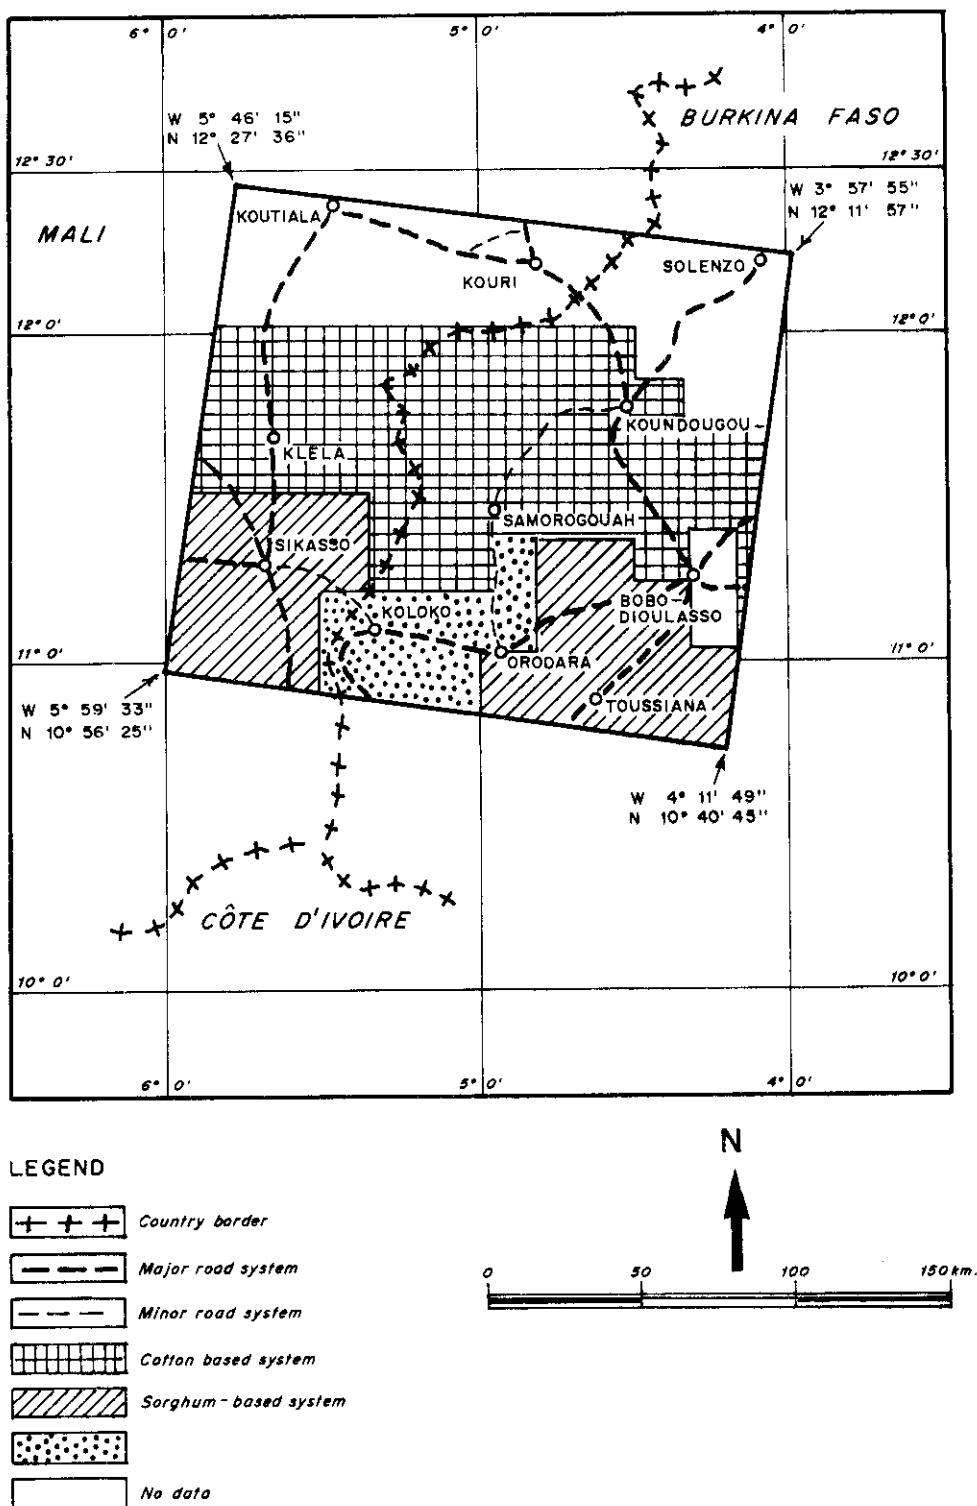 6° 0'
5° 0'
4° 0'
W 5° 46' 15"
N 12° 27' 36"
BURKINA FASO
12° 30'
12° 30'
W 3° 57' 55"
N 12° 11' 57"
MALI
KOUTIALA
KOURI
SOLENZO
12° 0'
12° 0'
KOUNDOUGOU
KLĖLA
SAMOROGOUAH
SIKASSO
BOBO-
DIOULASSO
KOLOKO
ORODARA
11° 0'
11° 0'
TOUSSIANA
W 5° 59' 33"
N 10° 56' 25"
W 4° 11' 49"
N 10° 40' 45"
CÔTE D'IVOIRE
10° 0'
10° 0'
6° 0'
5° 0'
4° 0'
N
LEGEND
Country border
Major road system
0 50 100 150 km.
Minor road system
Cotton based system
Sorghum-based system
No data